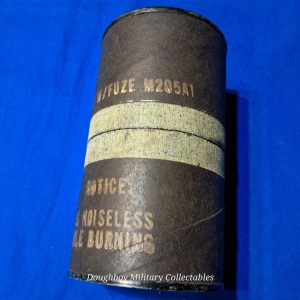 W/FUZE M205A1
NOTICE:
NOISELESS
BURNING
Doughboy Military Collectables